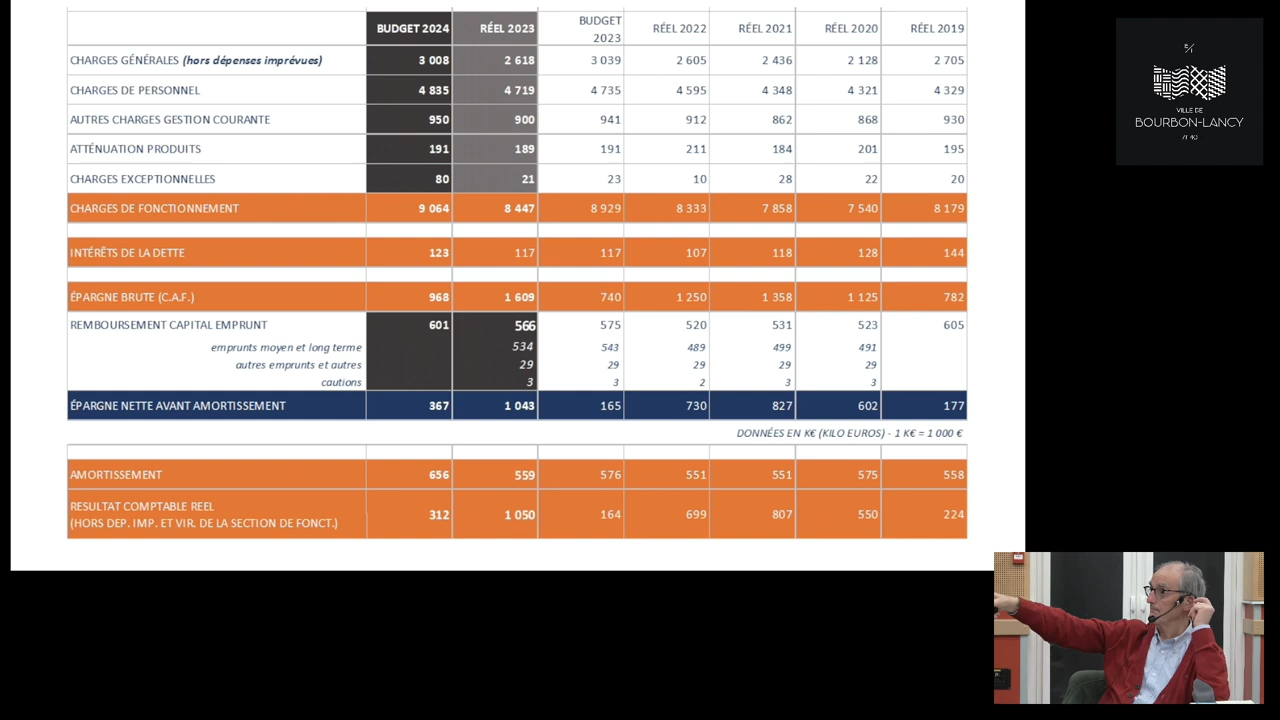 BUDGET 2024 RÉEL 2023 BUDGET 2023 RÉEL 2022 RÉEL 2021 RÉEL 2020 RÉEL 2019
CHARGES GÉNÉRALES (hors dépenses imprévues) 3 008 2 618 3 039 2 605 2 436 2 128 2 705
CHARGES DE PERSONNEL 4 835 4 719 4 735 4 595 4 348 4 321 4 329
AUTRES CHARGES GESTION COURANTE 950 900 941 912 862 868 930
ATTÉNUATION PRODUITS 191 189 191 211 184 201 195
CHARGES EXCEPTIONNELLES 80 21 23 10 28 22 20
CHARGES DE FONCTIONNEMENT 9 064 8 447 8 929 8 333 7 858 7 540 8 179
INTÉRÊTS DE LA DETTE 123 117 117 107 118 128 144
ÉPARGNE BRUTE (C.A.F.) 968 1 609 740 1 250 1 358 1 125 782
REMBOURSEMENT CAPITAL EMPRUNT 601 566 575 520 531 523 605
emprunts moyen et long terme 534 543 489 499 491
autres emprunts et autres 29 29 29 29 29
cautions 3 3 2 3 3
ÉPARGNE NETTE AVANT AMORTISSEMENT 367 1 043 165 730 827 602 177
DONNÉES EN K€ (KILO EUROS) - 1 K€ = 1 000 €
AMORTISSEMENT 656 559 576 551 551 575 558
RESULTAT COMPTABLE REEL
(HORS DEP. IMP. ET VIR. DE LA SECTION DE FONCT.) 312 1 050 164 699 807 550 224
VILLE DE
BOURBON-LANCY